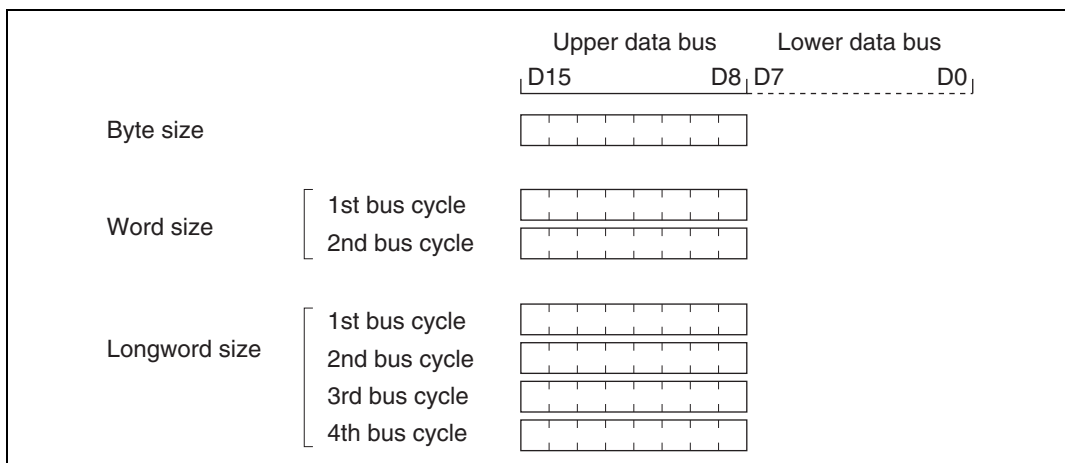 Upper data bus Lower data bus
D15 D8 D7 D0
Byte size
Word size
1st bus cycle
2nd bus cycle
Longword size
1st bus cycle
2nd bus cycle
3rd bus cycle
4th bus cycle